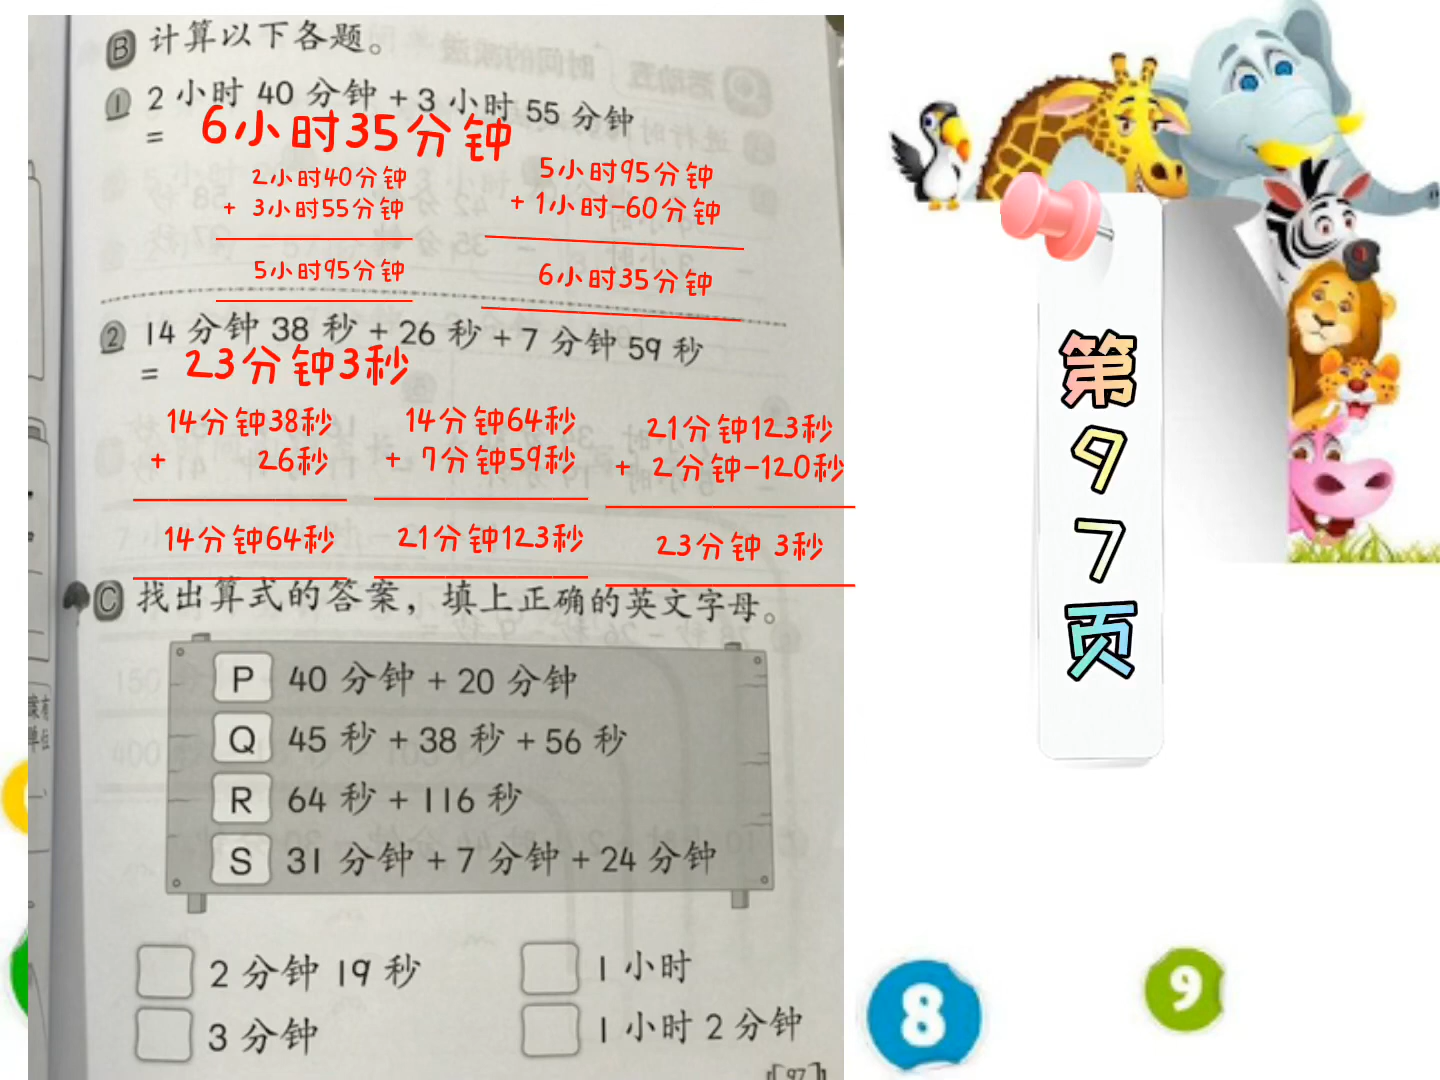 B 计算以下各题。
1 2 小时 40 分钟 + 3 小时 55 分钟
= 6小时35分钟
2小时40分钟
+ 3小时55分钟
5小时95分钟
5小时95分钟
+ 1小时-60分钟
6小时35分钟
2 14 分钟 38 秒 + 26 秒 + 7 分钟 59 秒
= 23分钟3秒
14分钟38秒
+ 26秒
14分钟64秒
14分钟64秒
+ 7分钟59秒
21分钟123秒
21分钟123秒
+ 2分钟-120秒
23分钟 3秒
C 找出算式的答案，填上正确的英文字母。
P 40 分钟 + 20 分钟
Q 45 秒 + 38 秒 + 56 秒
R 64 秒 + 116 秒
S 31 分钟 + 7 分钟 + 24 分钟
2 分钟 19 秒
1 小时
3 分钟
1 小时 2 分钟
97
第97页
8
9